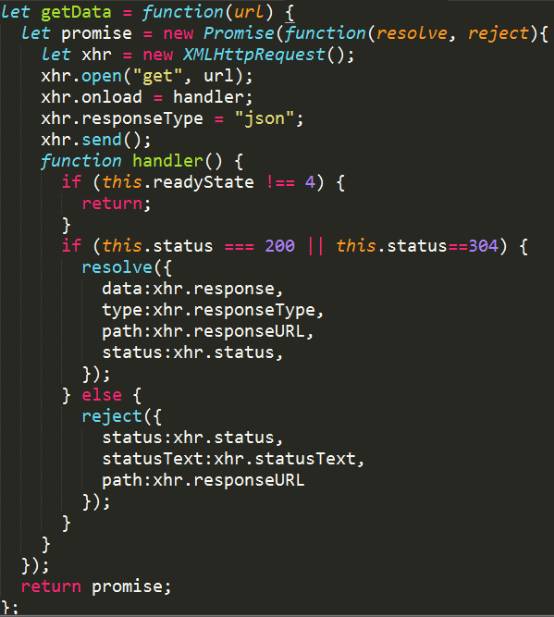 let getData = function(url) {
  let promise = new Promise(function(resolve, reject){
    let xhr = new XMLHttpRequest();
    xhr.open("get", url);
    xhr.onload = handler;
    xhr.responseType = "json";
    xhr.send();
    function handler() {
      if (this.readyState !== 4) {
        return;
      }
      if (this.status === 200 || this.status==304) {
        resolve({
          data:xhr.response,
          type:xhr.responseType,
          path:xhr.responseURL,
          status:xhr.status,
        });
      } else {
        reject({
          status:xhr.status,
          statusText:xhr.statusText,
          path:xhr.responseURL
        });
      }
    }
  });
  return promise;
};